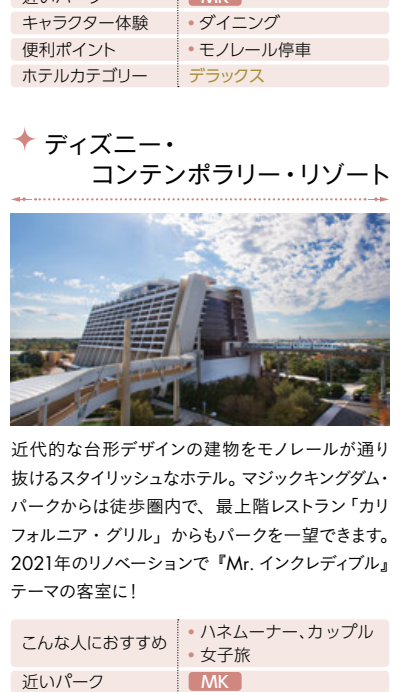 近いパーク MK
キャラクター体験 • ダイニング
便利ポイント • モノレール停車
ホテルカテゴリー デラックス
ディズニー・
コンテンポラリー・リゾート
近代的な台形デザインの建物をモノレールが通り
抜けるスタイリッシュなホテル。マジックキングダム・
パークからは徒歩圏内で、最上階レストラン「カリ
フォルニア・グリル」からもパークを一望できます。
2021年のリノベーションで『Mr. インクレディブル』
テーマの客室に！
こんな人におすすめ • ハネムーナー、カップル
• 女子旅
近いパーク MK